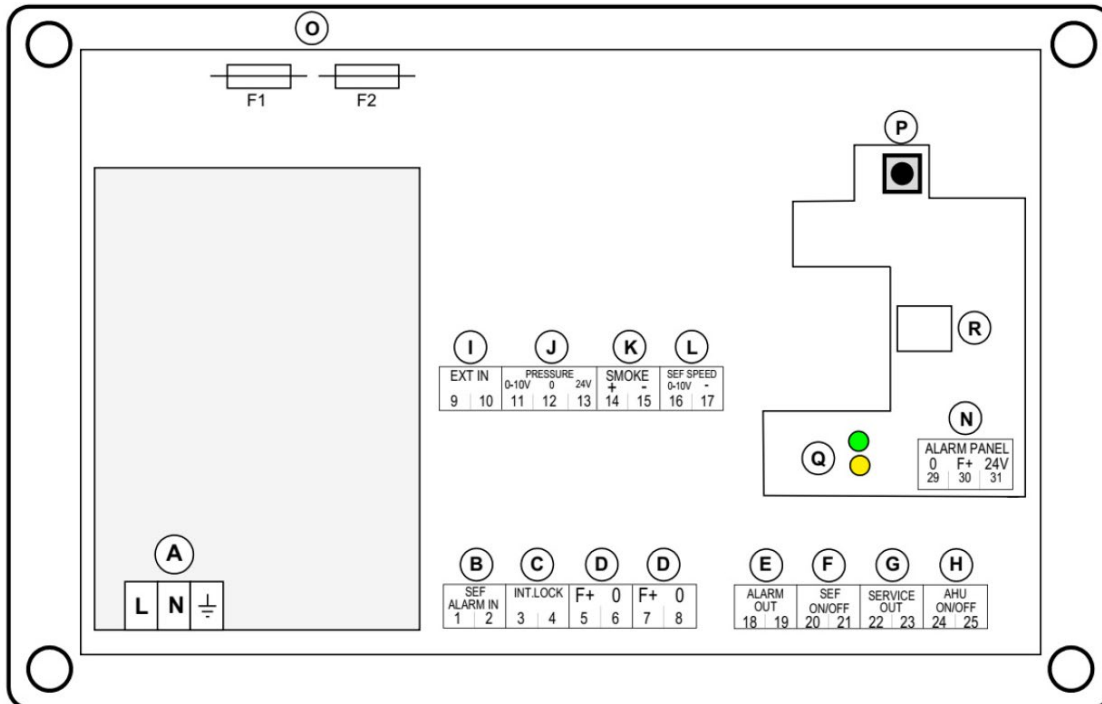 O
F1 F2
P
R
I J K L
EXT IN PRESSURE SMOKE SEF SPEED
0-10V 0 24V + - 0-10V -
9 10 11 12 13 14 15 16 17
N
ALARM PANEL
0 F+ 24V
29 30 31
Q
A
L N
B C D D
SEF ALARM IN INT.LOCK F+ 0 F+ 0
1 2 3 4 5 6 7 8
E F G H
ALARM OUT SEF ON/OFF SERVICE OUT AHU ON/OFF
18 19 20 21 22 23 24 25